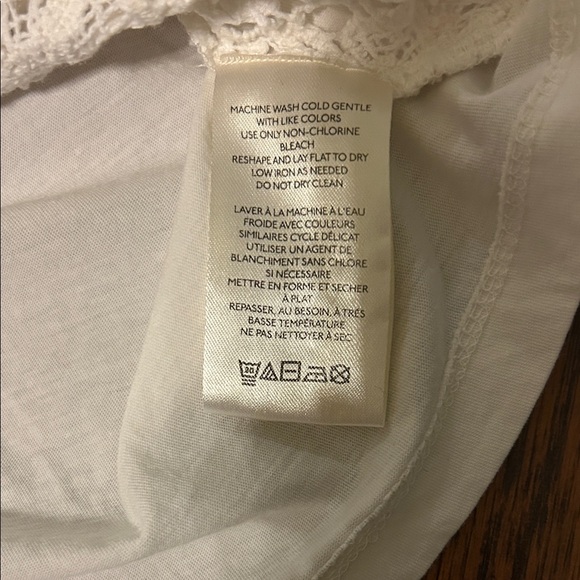 MACHINE WASH COLD GENTLE
WITH LIKE COLORS
USE ONLY NON-CHLORINE
BLEACH
RESHAPE AND LAY FLAT TO DRY
LOW IRON AS NEEDED
DO NOT DRY CLEAN
LAVER À LA MACHINE À L'EAU
FROIDE AVEC COULEURS
SIMILAIRES CYCLE DÉLICAT
UTILISER UN AGENT DE
BLANCHIMENT SANS CHLORE
SI NÉCESSAIRE
METTRE EN FORME ET SÉCHER
À PLAT
REPASSER, AU BESOIN, À TRÉS
BASSE TEMPÉRATURE
NE PAS NETTOYER À SEC
30